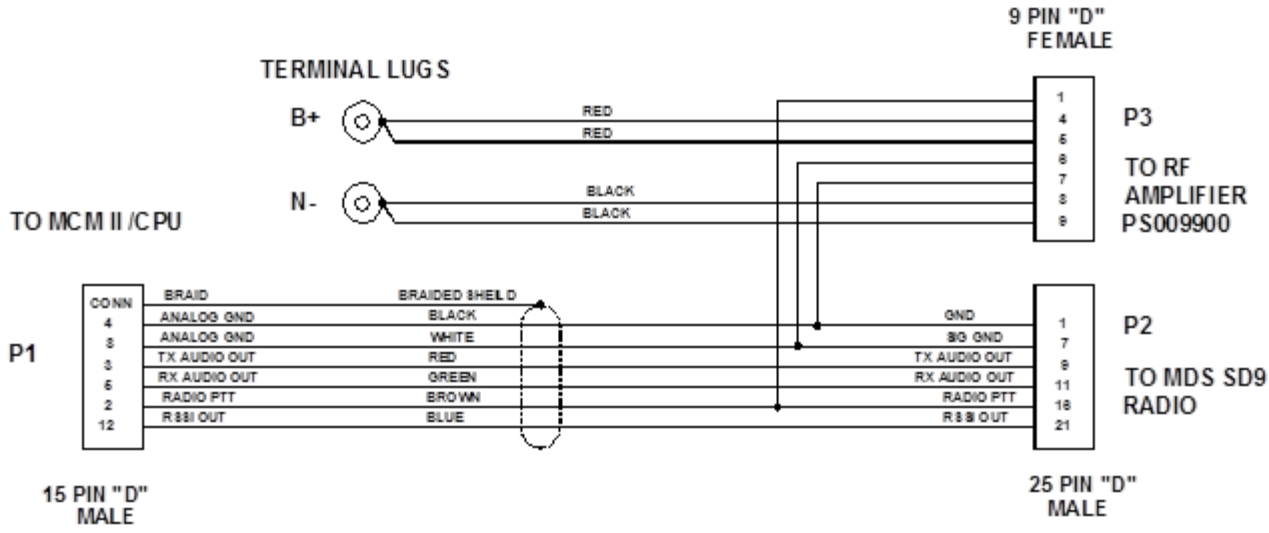 9 PIN "D"
FEMALE
TERMINAL LUGS
B+
RED
RED
N-
BLACK
BLACK
1
4
5
6
7
8
9
P3
TO RF
AMPLIFIER
PS009900
TO MCM II /CPU
P1
CONN BRAID BRAIDED SHEILD
4 ANALOG GND BLACK GND 1
ANALOG GND WHITE SG GND 7
3 TX AUDIO OUT RED TX AUDIO OUT 9
5 RX AUDIO OUT GREEN RX AUDIO OUT 11
2 RADIO PTT BROWN RADIO PTT
12 RSSI OUT BLUE RSSI OUT 21
P2
TO MDS SD9
RADIO
15 PIN "D"
MALE
25 PIN "D"
MALE